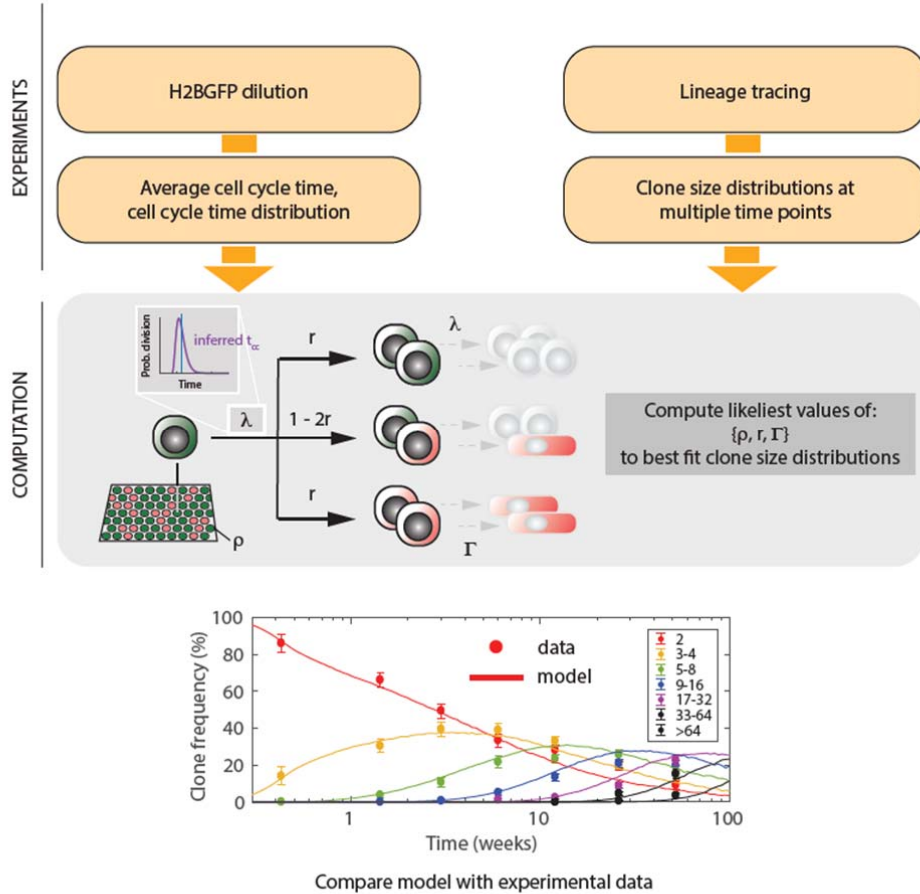 EXPERIMENTS
H2BGFP dilution
Lineage tracing
Average cell cycle time,
cell cycle time distribution
Clone size distributions at
multiple time points
COMPUTATION
Prob. division
inferred tcc
Time
λ
r
1 - 2r
r
λ
Γ
ρ
Compute likeliest values of:
{ρ, r, Γ}
to best fit clone size distributions
Clone frequency (%)
100
80
60
40
20
0
data
model
2
3-4
5-8
9-16
17-32
33-64
>64
1
10
100
Time (weeks)
Compare model with experimental data